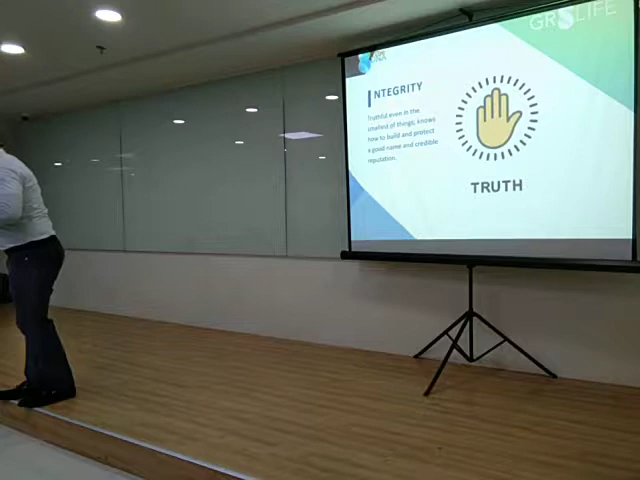 GRSLIFE
INTEGRITY
Truthful even in the
smallest of things; knows
how to build and protect
a good name and credible
reputation.
TRUTH